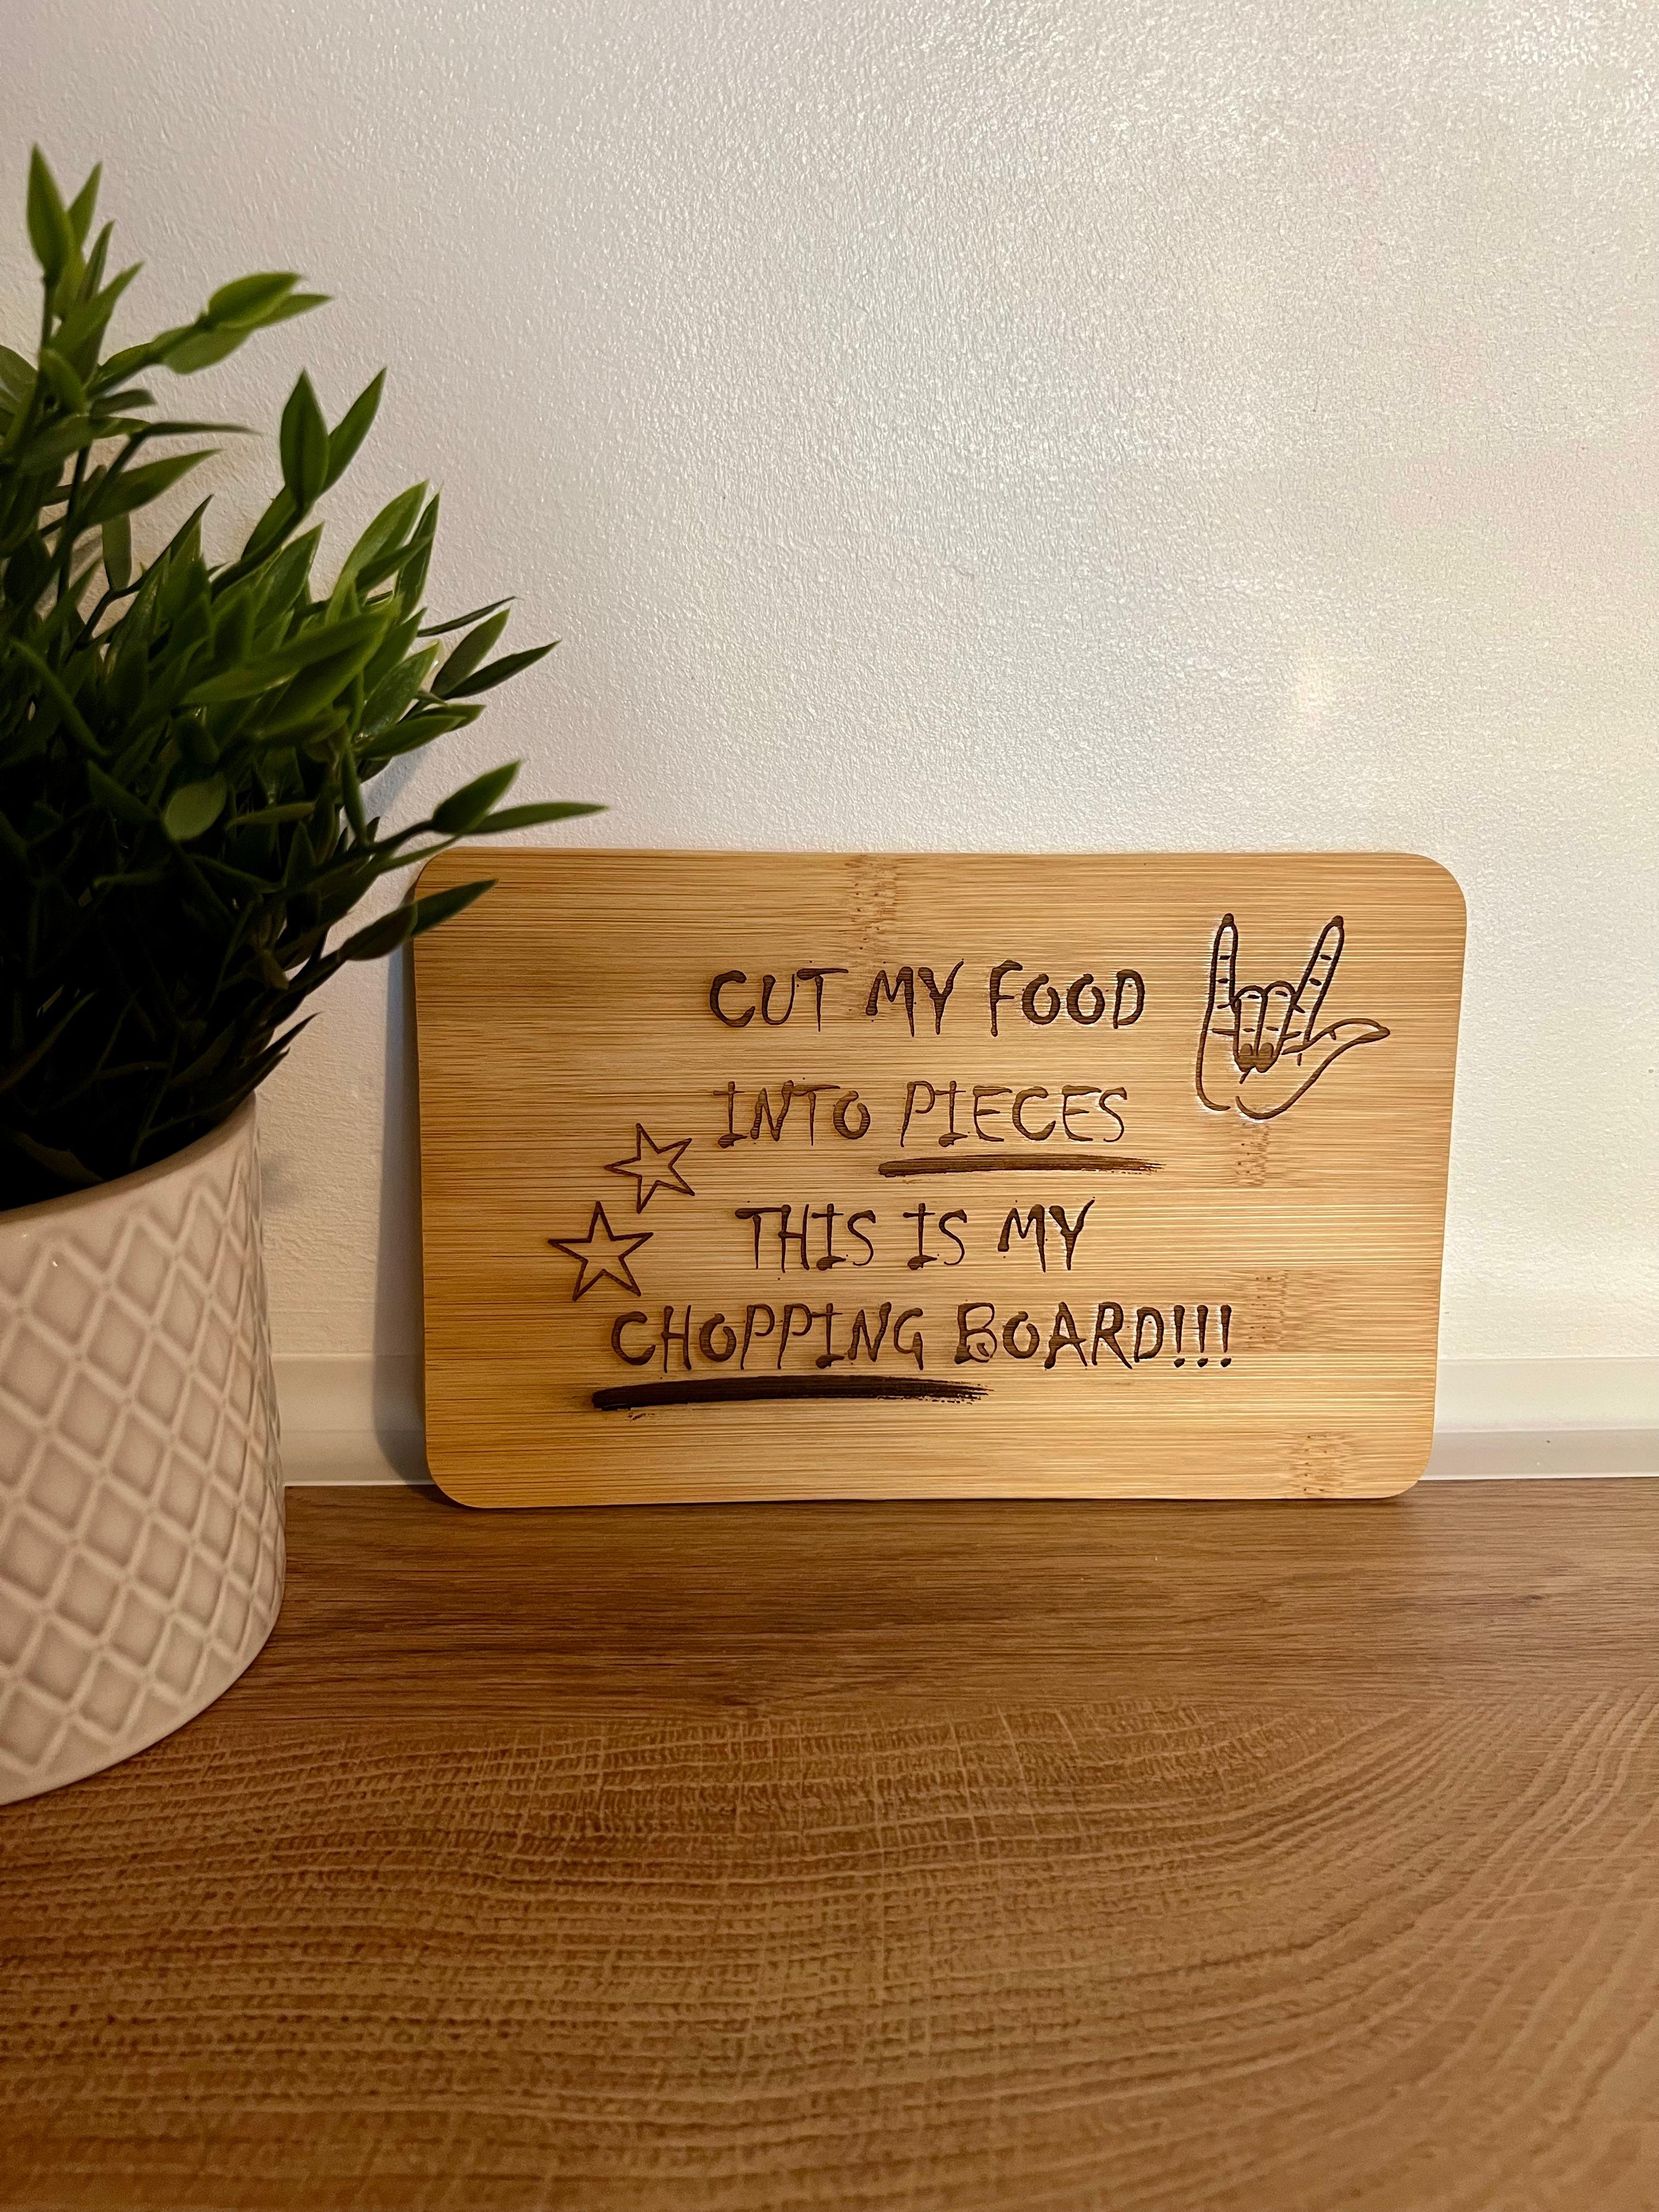 CUT MY FOOD
INTO PIECES
THIS IS MY
CHOPPING BOARD!!!